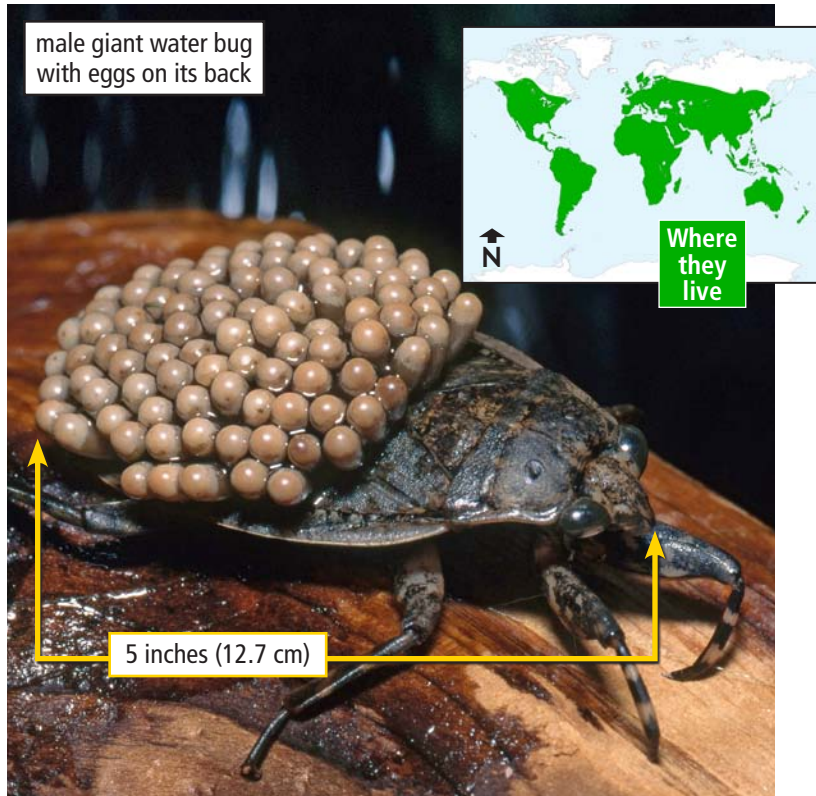 male giant water bug
with eggs on its back
N
Where
they
live
5 inches (12.7 cm)